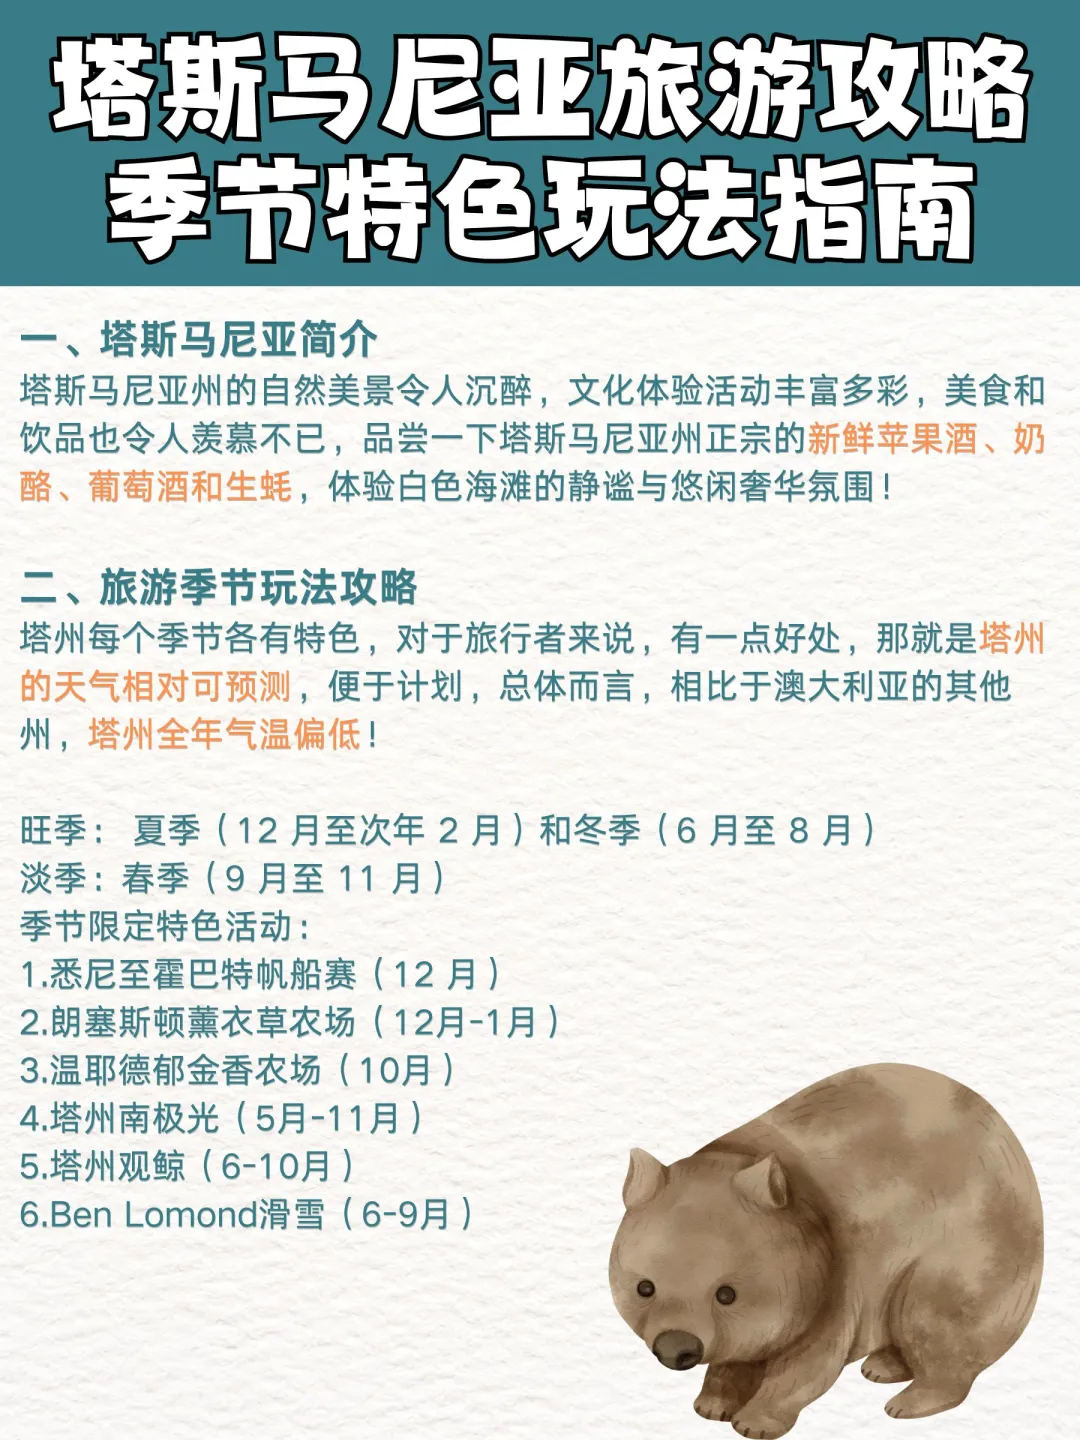 塔斯马尼亚旅游攻略
季节特色玩法指南
一、塔斯马尼亚简介
塔斯马尼亚州的自然美景令人沉醉，文化体验活动丰富多彩，美食和
饮品也令人羡慕不已，品尝一下塔斯马尼亚州正宗的新鲜苹果酒、奶
酪、葡萄酒和生蚝，体验白色海滩的静谧与悠闲奢华氛围！
二、旅游季节玩法攻略
塔州每个季节各有特色，对于旅行者来说，有一点好处，那就是塔州
的天气相对可预测，便于计划，总体而言，相比于澳大利亚的其他
州，塔州全年气温偏低！
旺季： 夏季（12 月至次年 2 月）和冬季（6 月至 8 月）
淡季：春季（9 月至 11 月）
季节限定特色活动：
1.悉尼至霍巴特帆船赛（12 月）
2.朗塞斯顿薰衣草农场（12月-1月）
3.温耶德郁金香农场（10月）
4.塔州南极光（5月-11月）
5.塔州观鲸（6-10月）
6.Ben Lomond滑雪（6-9月）